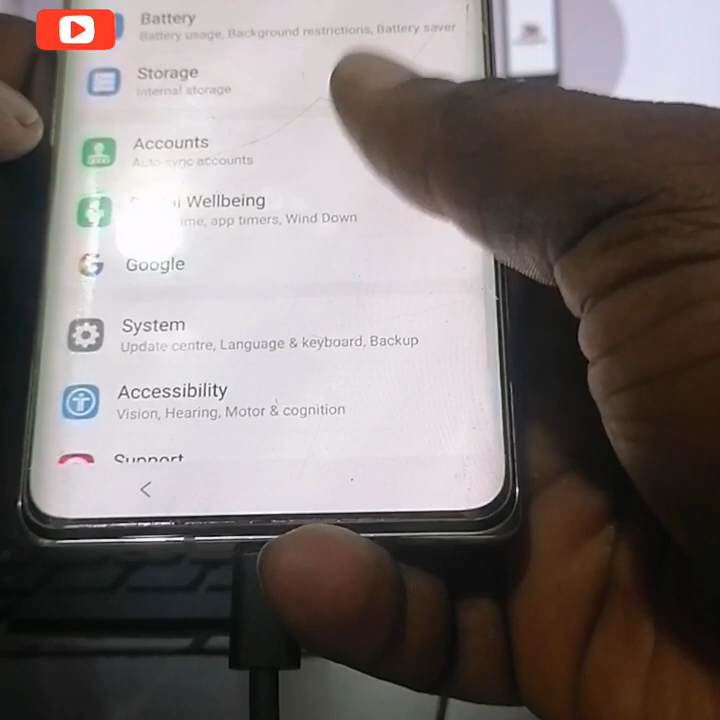 Battery
Battery usage, Background restrictions, Battery saver
Storage
Internal storage
Accounts
Auto-sync accounts
Wellbeing
app timers, Wind Down
Google
System
Update centre, Language & keyboard, Backup
Accessibility
Vision, Hearing, Motor & cognition
Support